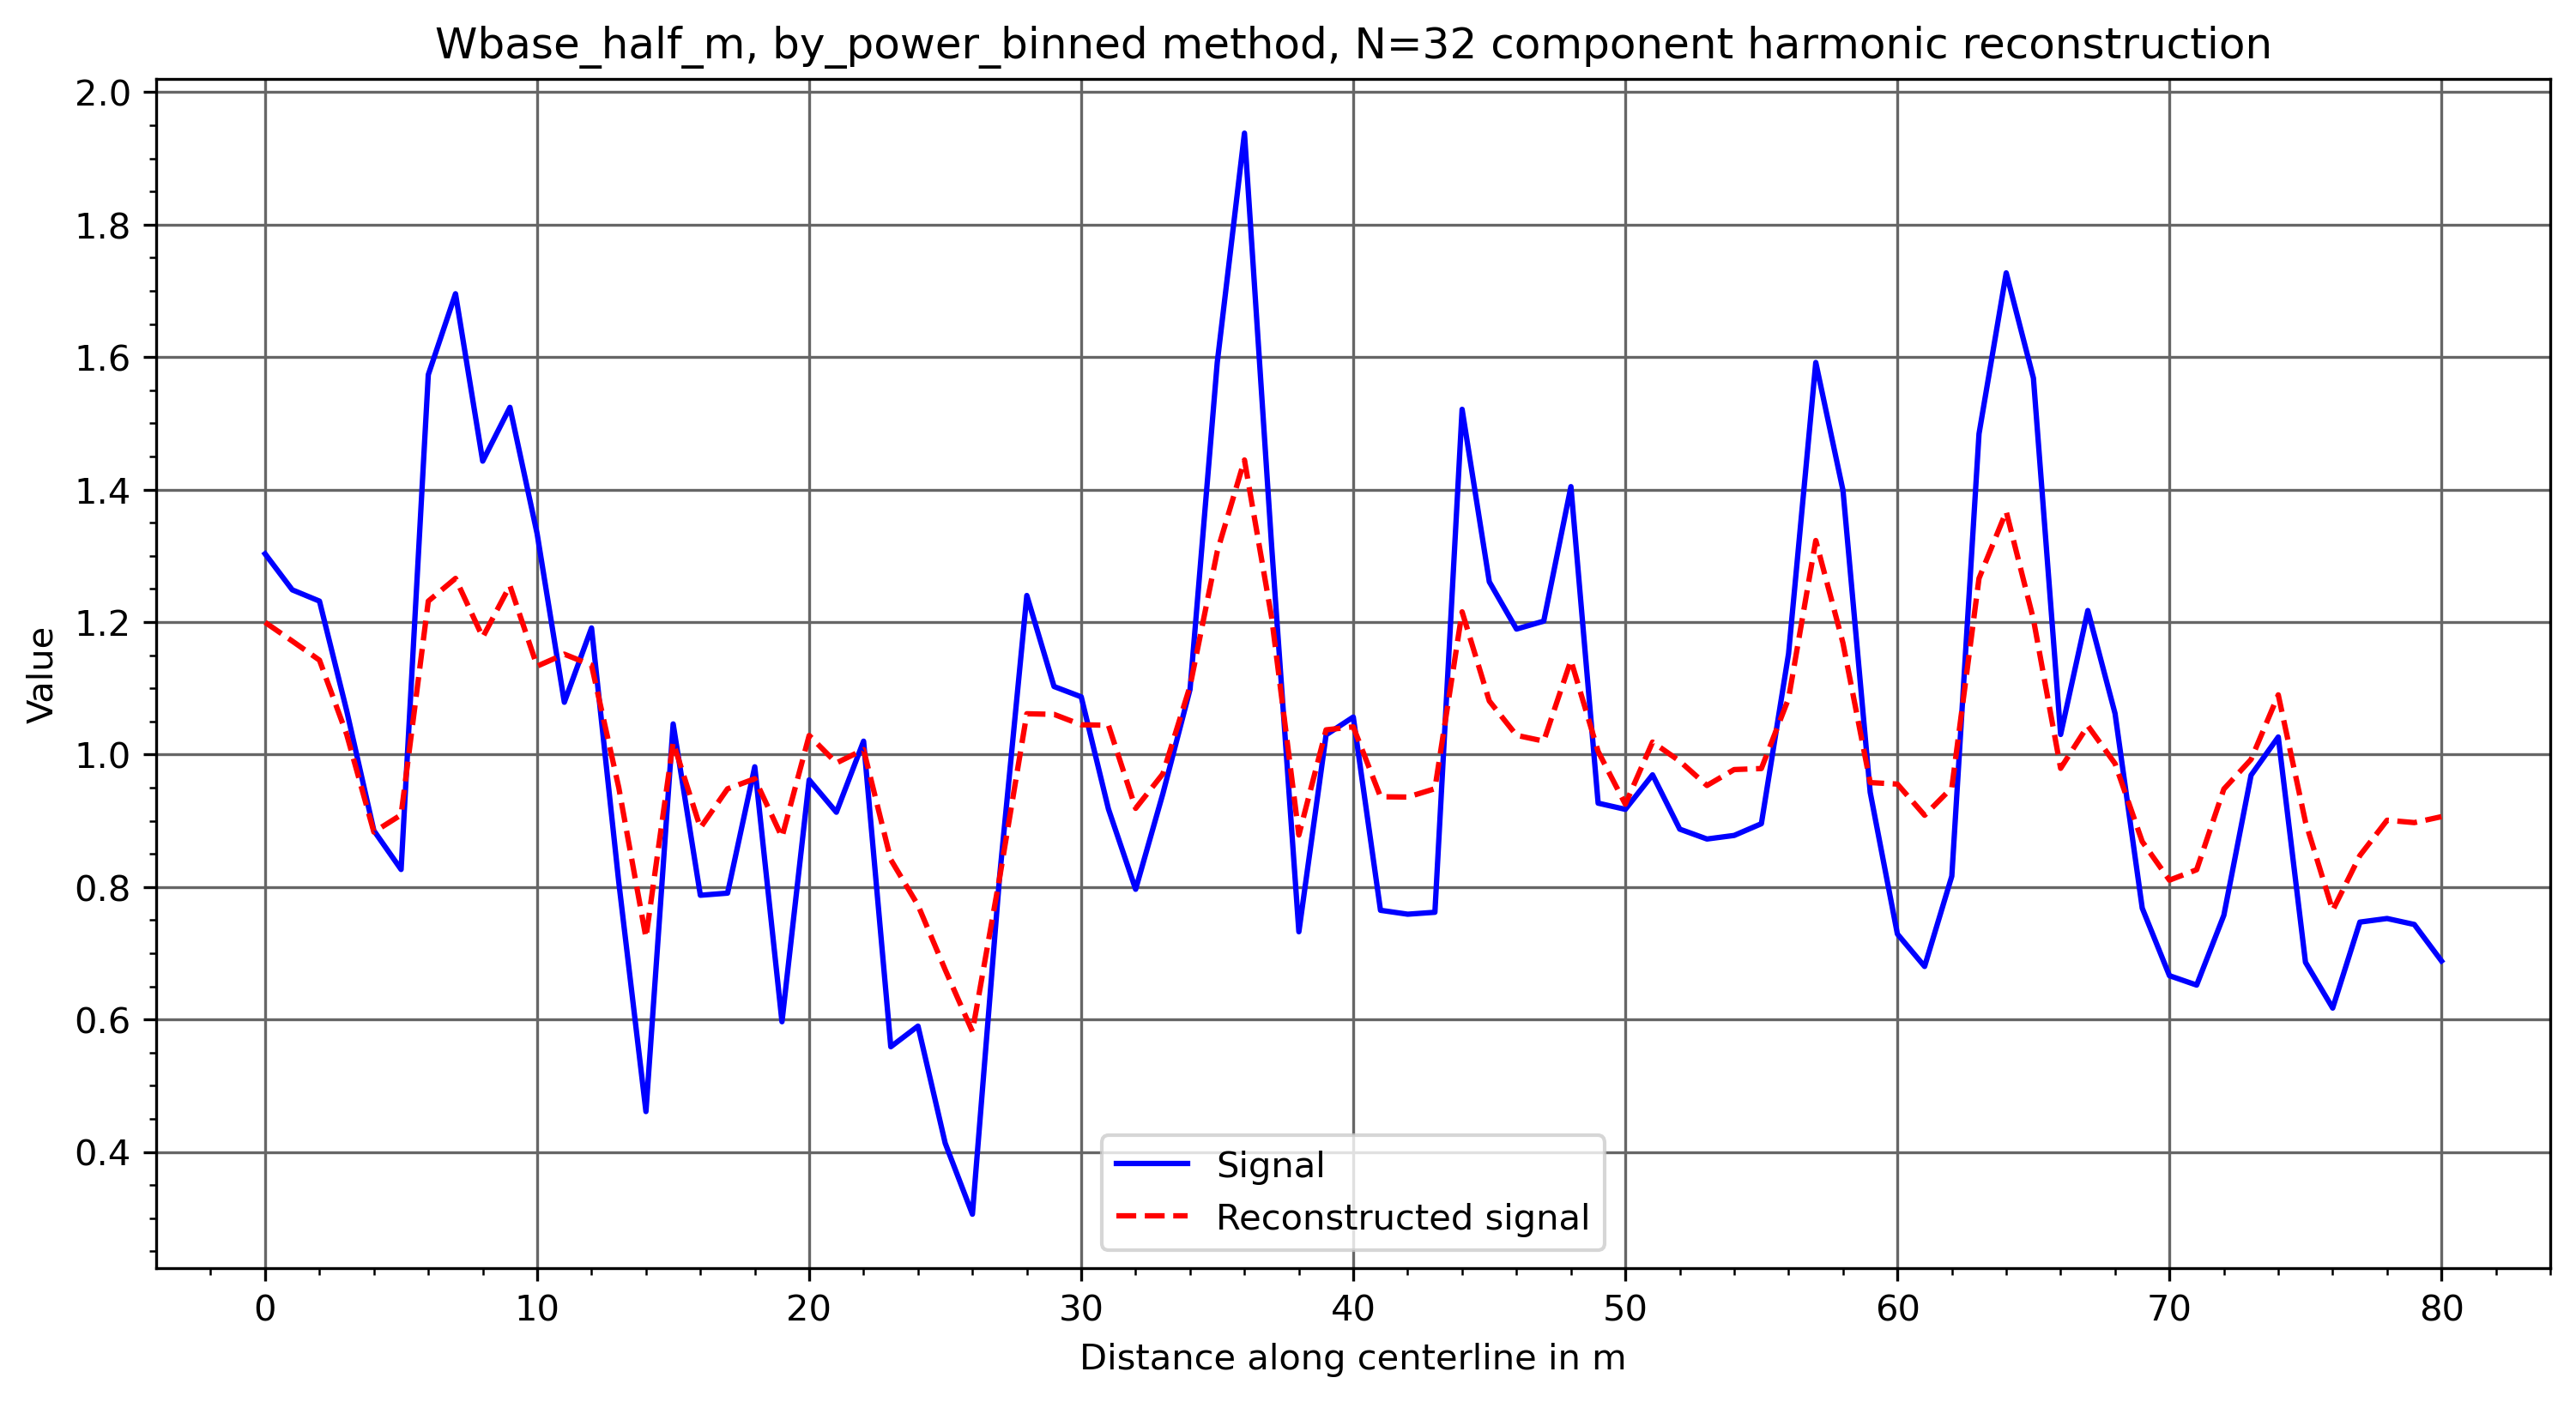 Wbase_half_m, by_power_binned method, N=32 component harmonic reconstruction
2.0
1.8
1.6
1.4
1.2
1.0
0.8
0.6
0.4
Value
Signal
Reconstructed signal
0 10 20 30 40 50 60 70 80
Distance along centerline in m